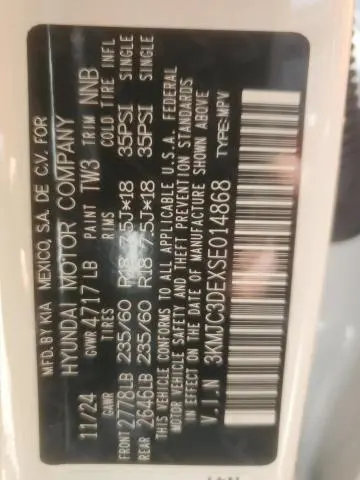 MFD BY KIA MEXICO, S.A. DE C.V. FOR
HYUNDAI MOTOR COMPANY
11/24 GVWR 4717 LB PAINT TW3 TRIM NNB
GAWR TIRES RIMS COLD TIRE INFL
FRONT 2778LB 235/60 R18 7.5J*18 35PSI SINGLE
REAR 2646LB 235/60 R18 7.5J*18 35PSI SINGLE
THIS VEHICLE CONFORMS TO ALL APPLICABLE U.S.A. FEDERAL
MOTOR VEHICLE SAFETY AND THEFT PREVENTION STANDARDS
IN EFFECT ON THE DATE OF MANUFACTURE SHOWN ABOVE
V.I.N 3KMJC3DEXSE014868 TYPE:MPV